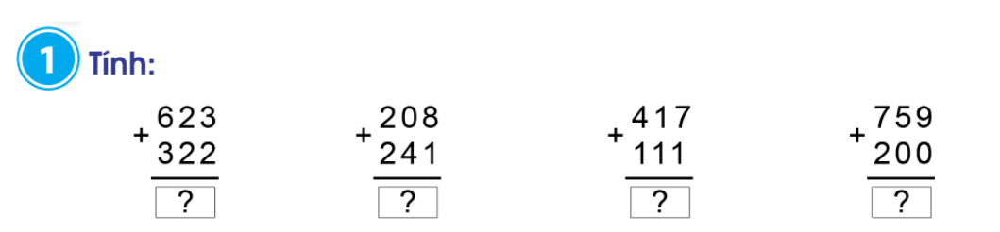 1 Tính:
+ 623 + 208 + 417 + 759
322 241 111 200
? ? ? ?